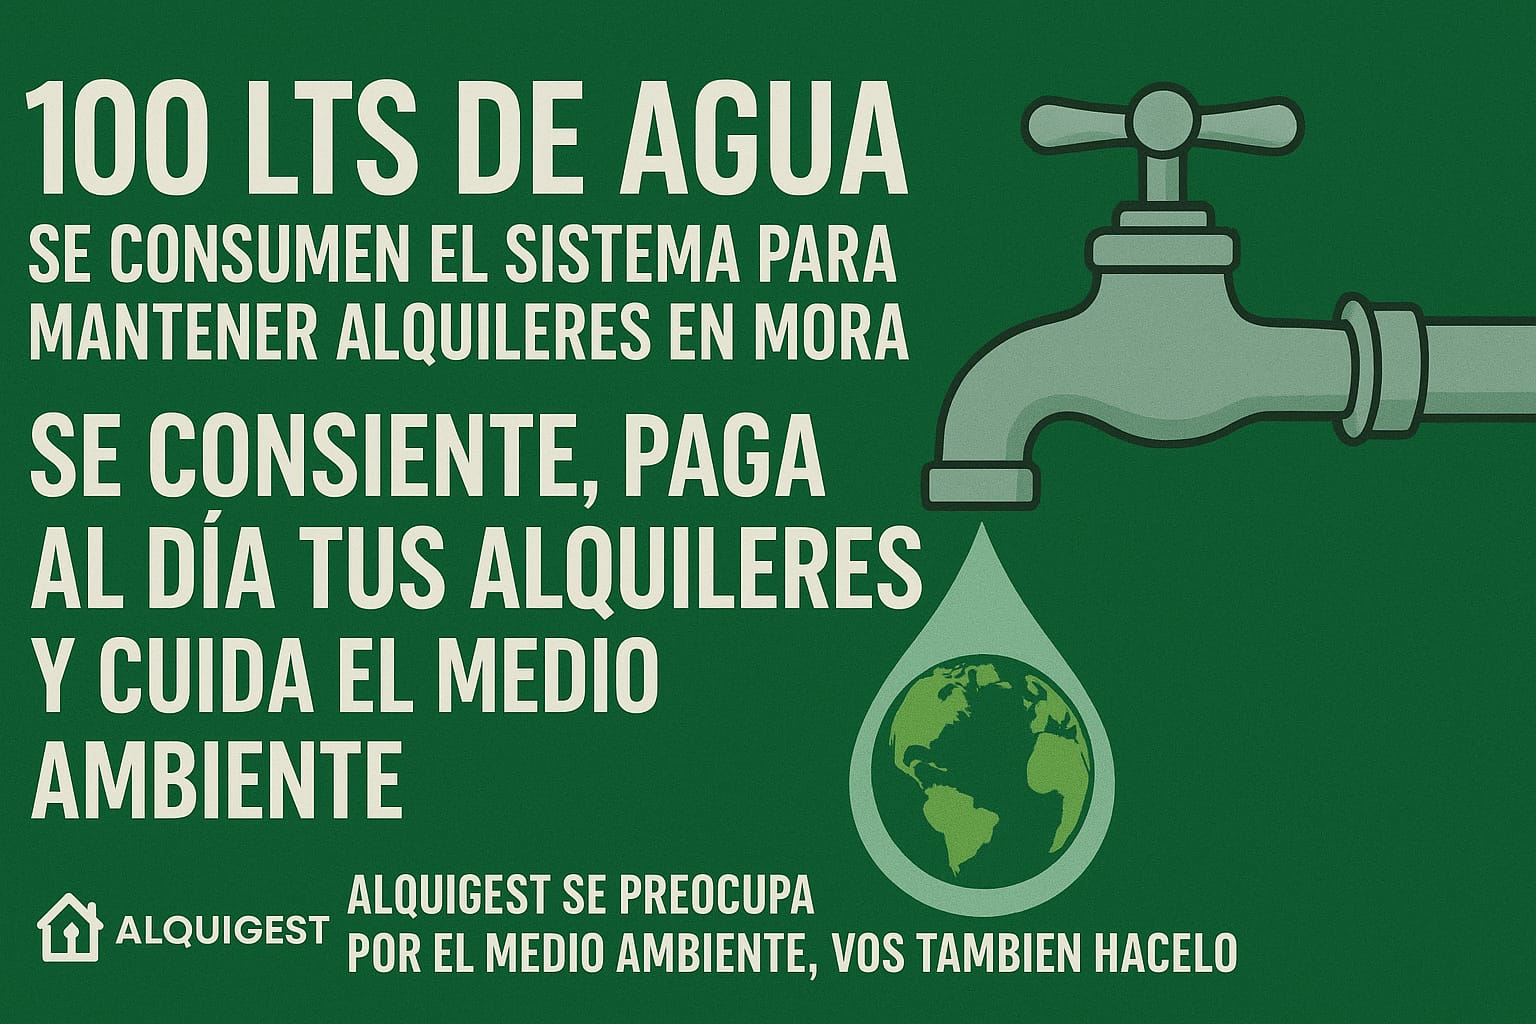 100 LTS DE AGUA
SE CONSUMEN EL SISTEMA PARA
MANTENER ALQUILERES EN MORA
SE CONSIENTE, PAGA
AL DÍA TUS ALQUILERES
Y CUIDA EL MEDIO
AMBIENTE
ALQUIGEST
ALQUIGEST SE PREOCUPA
POR EL MEDIO AMBIENTE, VOS TAMBIEN HACELO